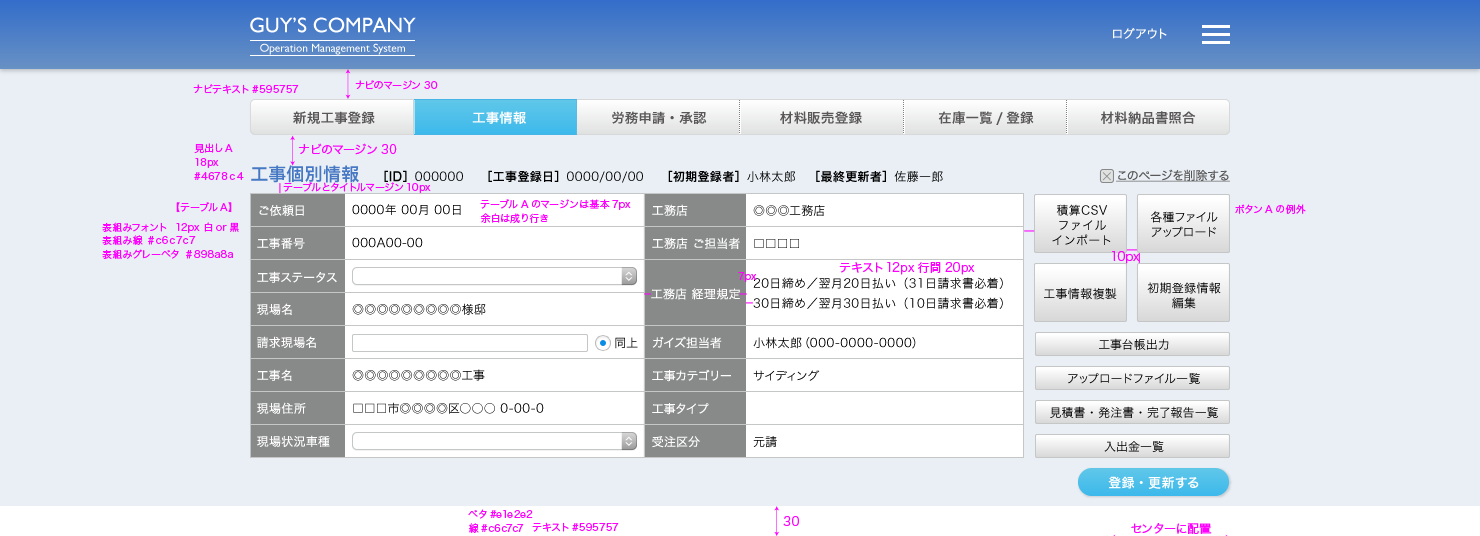 GUY'S COMPANY
Operation Management System
ログアウト
ナビテキスト #595757
ナビのマージン 30
新規工事登録
工事情報
労務申請・承認
材料販売登録
在庫一覧 / 登録
材料納品書照合
見出しA
18px
#4678c4
ナビのマージン 30
工事個別情報
[ID] 000000
[工事登録日] 0000/00/00
[初期登録者] 小林太郎
[最終更新者] 佐藤一郎
このページを削除する
テーブルとタイトルマージン10px
【テーブルA】
表組みフォント 12px 白 or 黒
表組み線 #c6c7c7
表組みグレーベタ #898a8a
ご依頼日
0000年 00月 00日
テーブル A のマージンは基本 7px
余白は成り行き
工務店
◎◎◎工務店
工事番号
000A00-00
工務店 ご担当者
□□□□
工事ステータス
工務店 経理規定
7px
テキスト12px 行間 20px
20日締め／翌月20日払い（31日請求書必着）
30日締め／翌月30日払い（10日請求書必着）
現場名
◎◎◎◎◎◎◎◎◎様邸
請求現場名
同上
ガイズ担当者
小林太郎（000-0000-0000）
工事名
◎◎◎◎◎◎◎◎◎工事
工事カテゴリー
サイディング
現場住所
□□□市◎◎◎◎区○○○ 0-00-0
工事タイプ
現場状況車種
受注区分
元請
積算CSV
ファイル
インポート
各種ファイル
アップロード
ボタン A の例外
10px
工事情報複製
初期登録情報
編集
工事台帳出力
アップロードファイル一覧
見積書・発注書・完了報告一覧
入出金一覧
登録・更新する
ベタ #e1e2e2
線 #c6c7c7 テキスト #595757
30
センターに配置